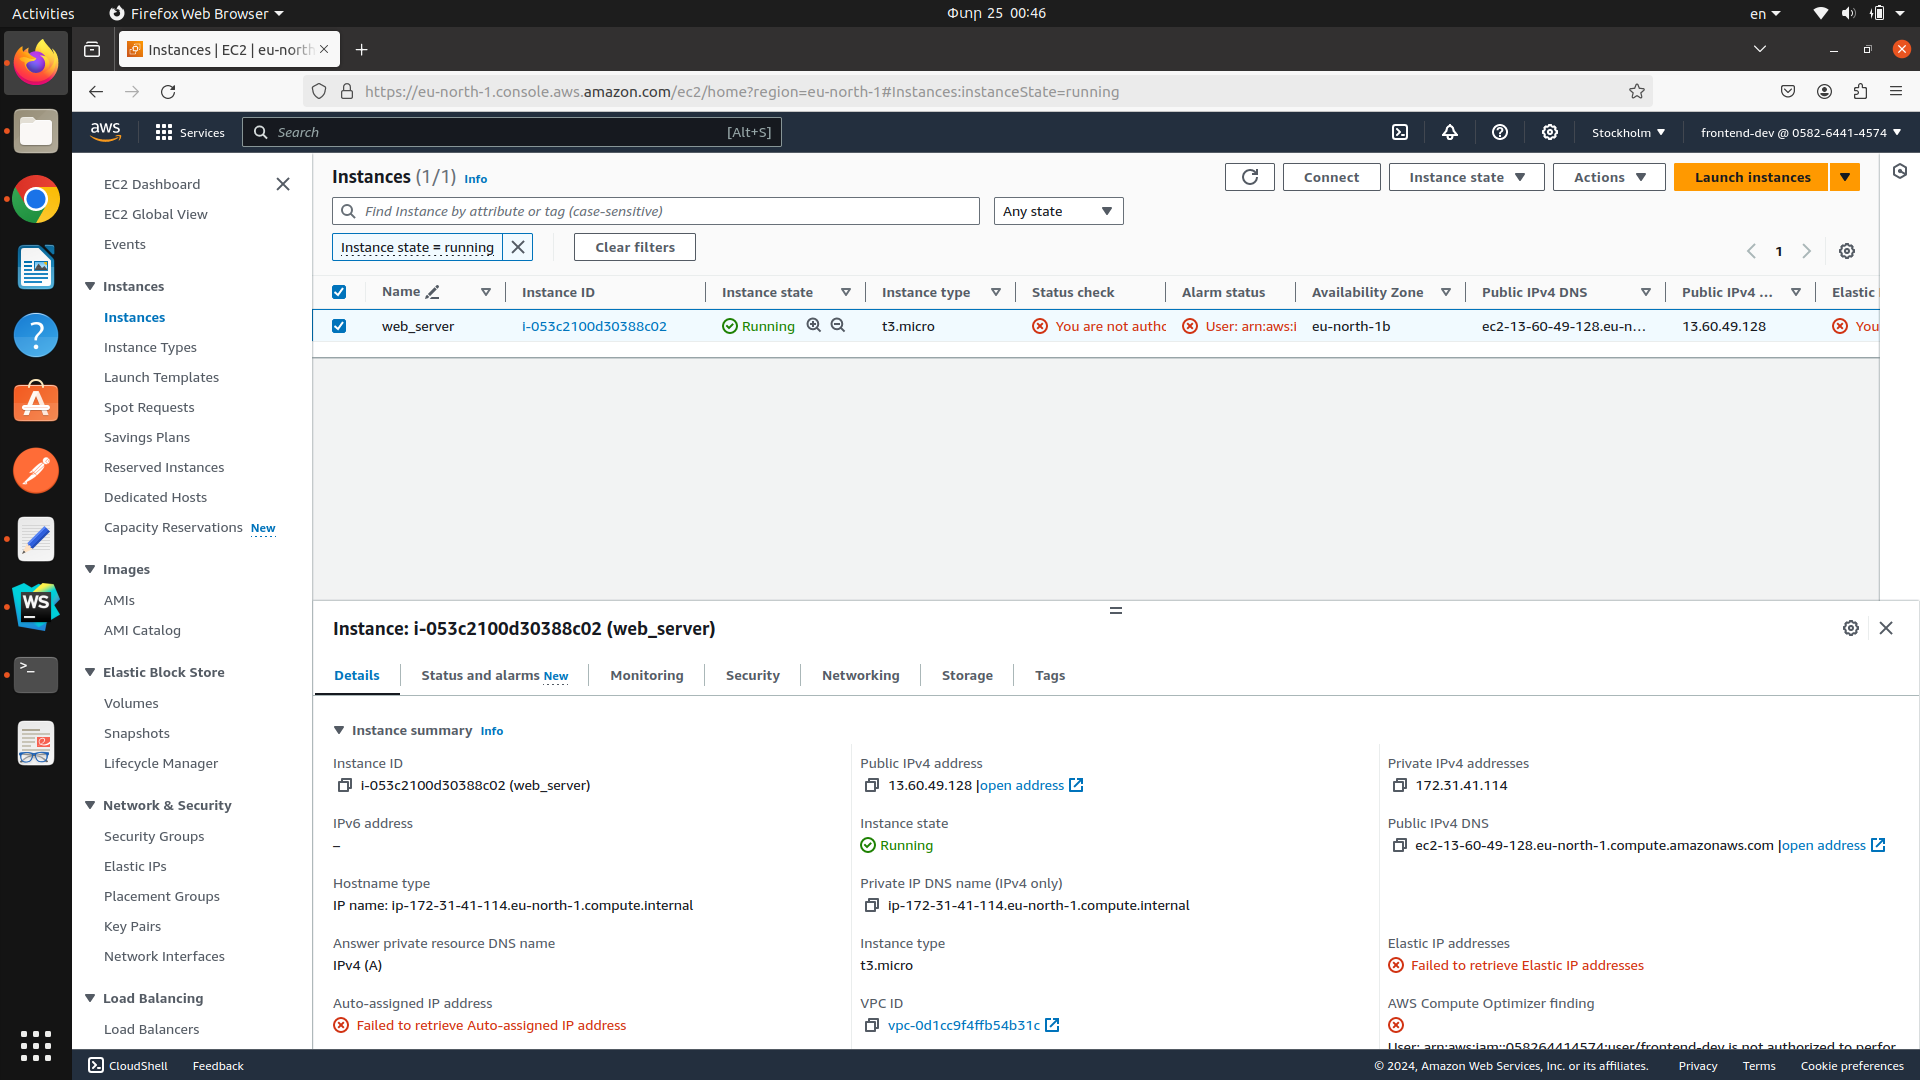 Activities
Firefox Web Browser
Փտր 25 00:46
en
Instances | EC2 | eu-north
https://eu-north-1.console.aws.amazon.com/ec2/home?region=eu-north-1#Instances:instanceState=running
aws
Services
Search
[Alt+S]
Stockholm
frontend-dev @ 0582-6441-4574
EC2 Dashboard
EC2 Global View
Events
Instances
Instances
Instance Types
Launch Templates
Spot Requests
Savings Plans
Reserved Instances
Dedicated Hosts
Capacity Reservations New
Images
AMIs
AMI Catalog
Elastic Block Store
Volumes
Snapshots
Lifecycle Manager
Network & Security
Security Groups
Elastic IPs
Placement Groups
Key Pairs
Network Interfaces
Load Balancing
Load Balancers
Instances (1/1) Info
Connect
Instance state
Actions
Launch instances
Find Instance by attribute or tag (case-sensitive)
Any state
Instance state = running
Clear filters
1
Name Instance ID Instance state Instance type Status check Alarm status Availability Zone Public IPv4 DNS Public IPv4 ... Elastic
web_server i-053c2100d30388c02 Running t3.micro You are not autho User: arn:aws:i eu-north-1b ec2-13-60-49-128.eu-n... 13.60.49.128 You
Instance: i-053c2100d30388c02 (web_server)
Details
Status and alarms New
Monitoring
Security
Networking
Storage
Tags
Instance summary Info
Instance ID
i-053c2100d30388c02 (web_server)
Public IPv4 address
13.60.49.128 |open address
Private IPv4 addresses
172.31.41.114
IPv6 address
–
Instance state
Running
Public IPv4 DNS
ec2-13-60-49-128.eu-north-1.compute.amazonaws.com |open address
Hostname type
IP name: ip-172-31-41-114.eu-north-1.compute.internal
Private IP DNS name (IPv4 only)
ip-172-31-41-114.eu-north-1.compute.internal
Answer private resource DNS name
IPv4 (A)
Instance type
t3.micro
Elastic IP addresses
Failed to retrieve Elastic IP addresses
Auto-assigned IP address
Failed to retrieve Auto-assigned IP address
VPC ID
vpc-0d1cc9f4ffb54b31c
AWS Compute Optimizer finding
User: arn:aws:iam::058264414574:user/frontend-dev is not authorized to perfor
WS
CloudShell
Feedback
© 2024, Amazon Web Services, Inc. or its affiliates.
Privacy
Terms
Cookie preferences